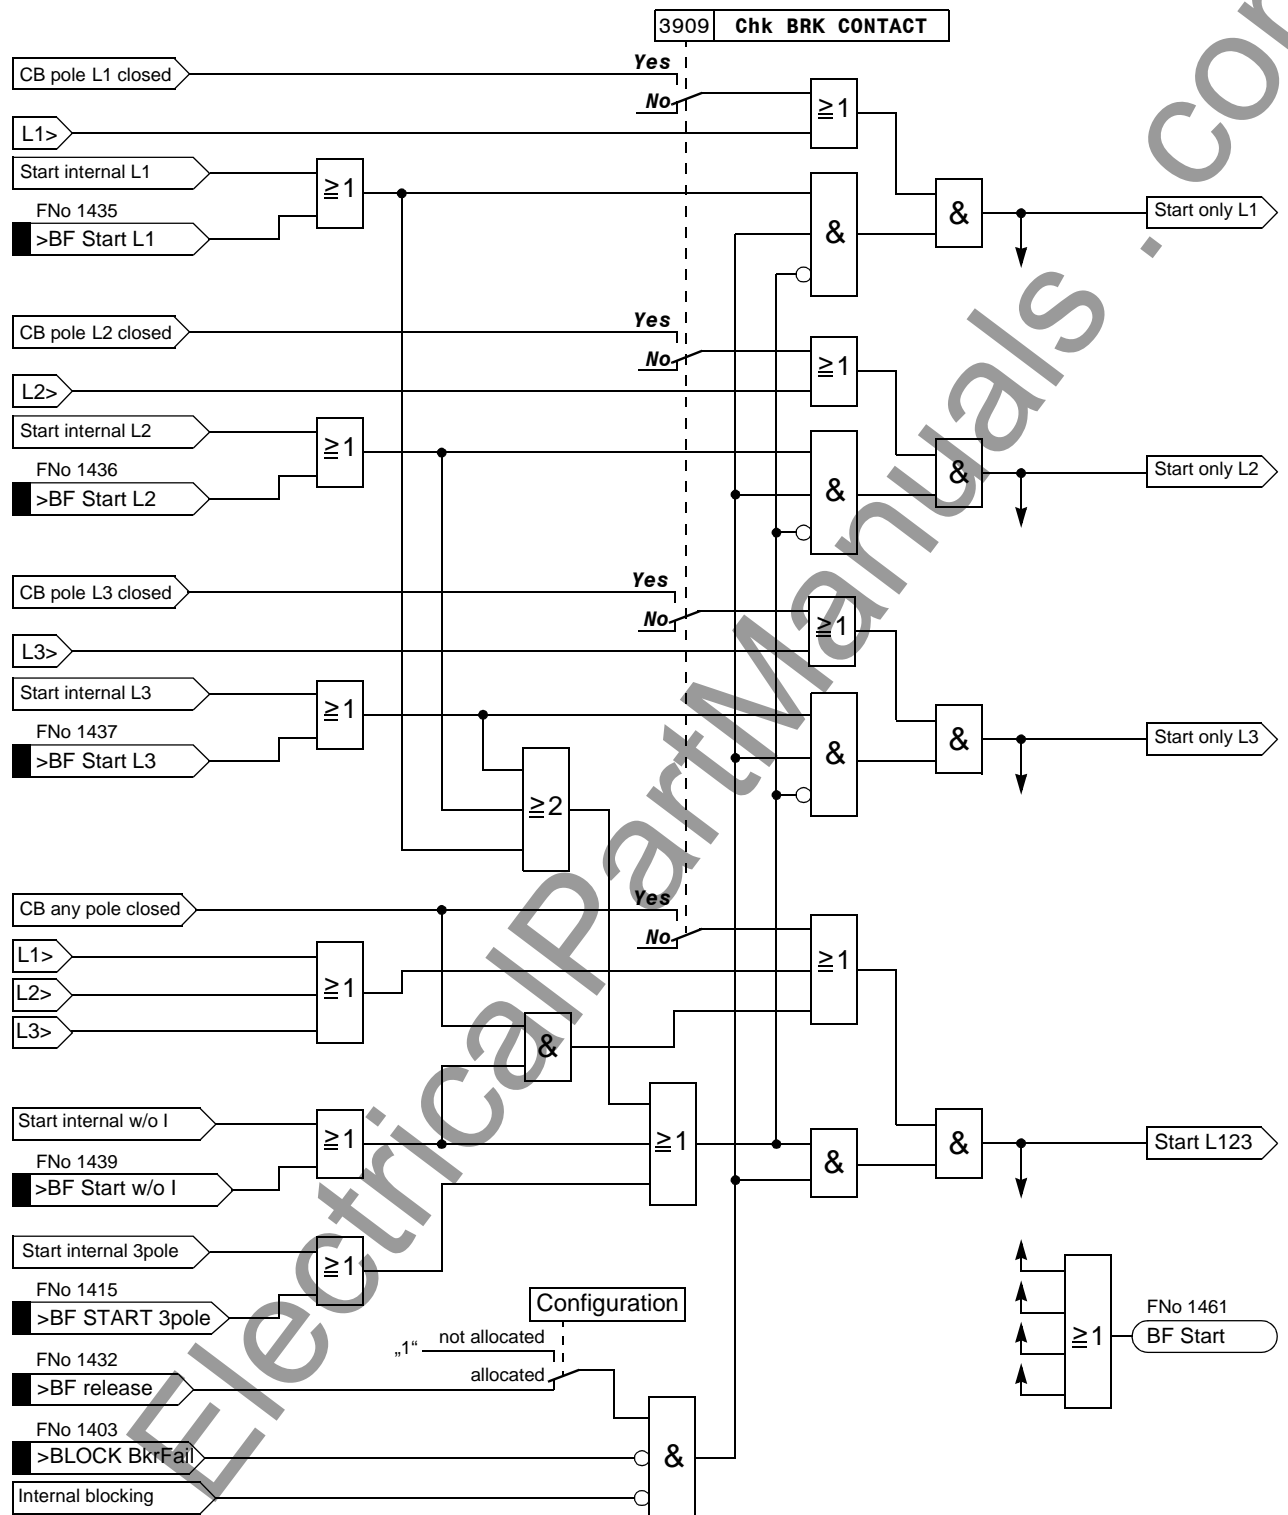 3909 Chk BRK CONTACT
CB pole L1 closed
Yes
No
≧1
L1>
Start internal L1
≧1
FNo 1435
>BF Start L1
&
&
Start only L1
CB pole L2 closed
Yes
No
≧1
L2>
Start internal L2
≧1
FNo 1436
>BF Start L2
&
&
Start only L2
CB pole L3 closed
Yes
No
≧1
L3>
Start internal L3
≧1
FNo 1437
>BF Start L3
&
&
Start only L3
≧2
CB any pole closed
Yes
No
≧1
L1>
L2>
L3>
≧1
&
Start internal w/o I
≧1
FNo 1439
>BF Start w/o I
≧1
&
&
Start L123
Start internal 3pole
≧1
FNo 1415
>BF START 3pole
Configuration
„1“ not allocated
allocated
FNo 1432
>BF release
FNo 1403
>BLOCK BkrFail
Internal blocking
&
≧1
FNo 1461
BF Start
ElectricalPartManuals . com